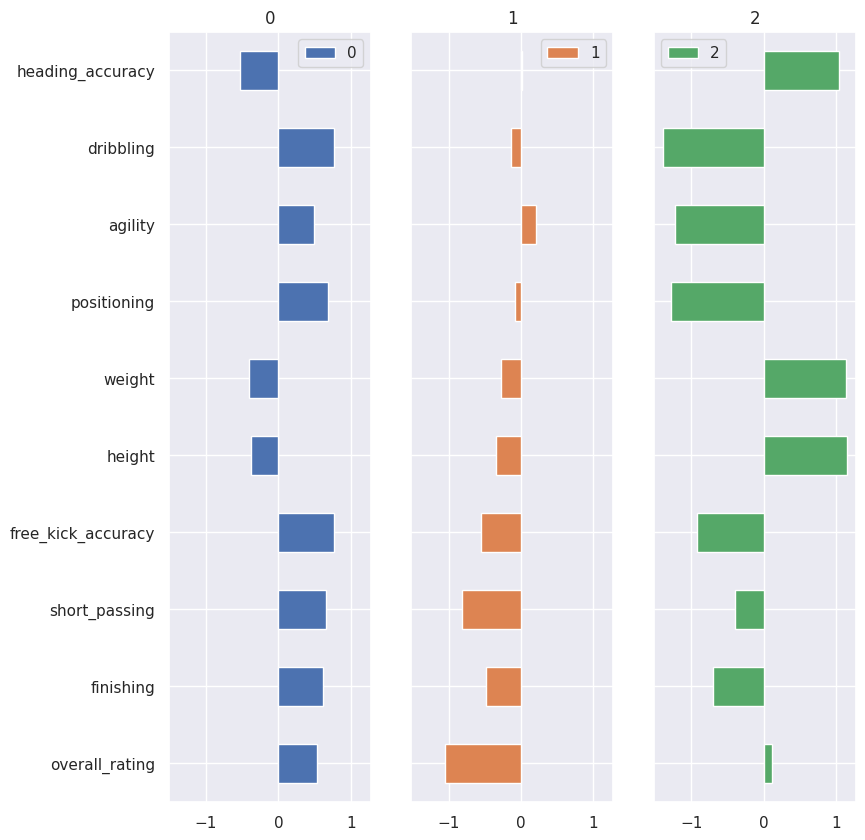 0
1
2
0
1
2
heading_accuracy
dribbling
agility
positioning
weight
height
free_kick_accuracy
short_passing
finishing
overall_rating
−1 0 1
−1 0 1
−1 0 1